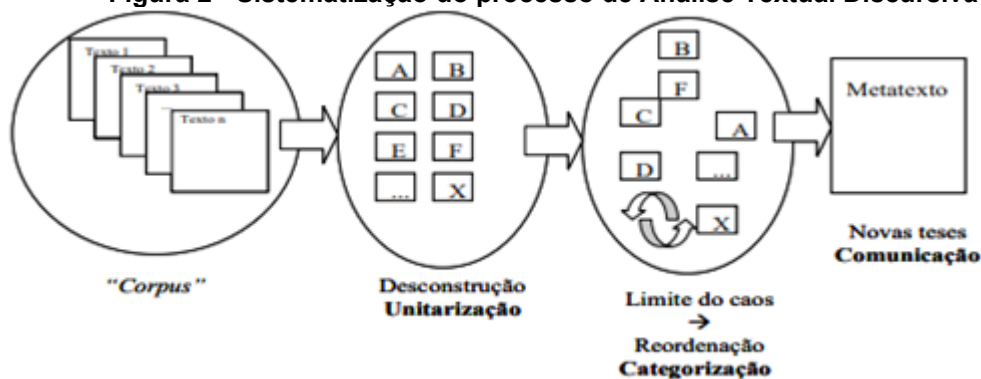 Figura 2 - Sistematização do processo de Análise Textual Discursiva
Texto 1
Texto 2
Texto 3
...
Texto n
"Corpus"
A B
C D
E F
... X
Desconstrução
Unitarização
B
F
C
A
D ...
X
Limite do caos
→
Reordenação
Categorização
Metatexto
Novas teses
Comunicação